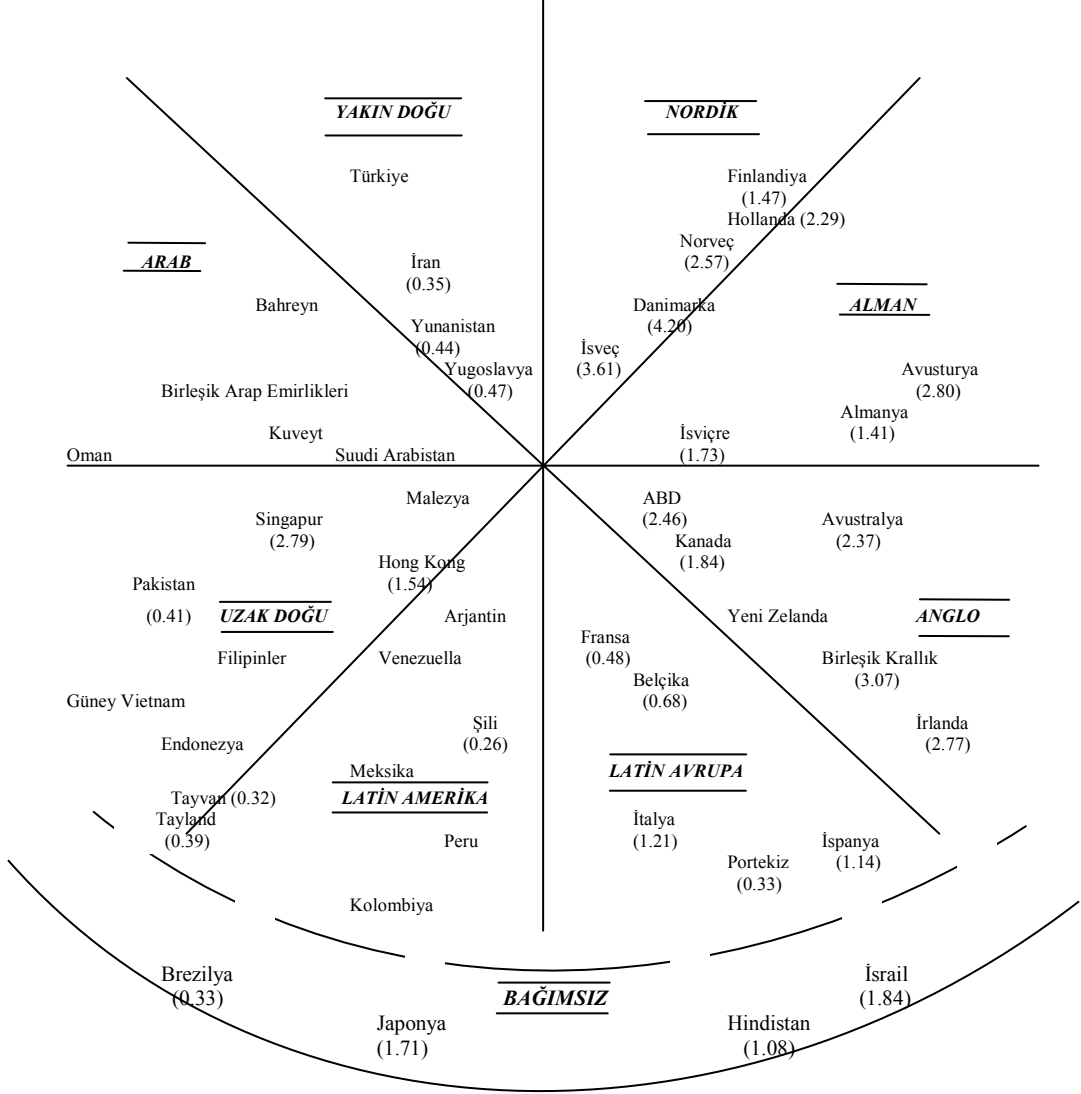 YAKIN DOĞU
Türkiye
İran
(0.35)
Yunanistan
(0.44)
Yugoslavya
(0.47)
NORDİK
Finlandiya
(1.47)
Hollanda (2.29)
Norveç
(2.57)
Danimarka
(4.20)
İsveç
(3.61)
ARAB
Bahreyn
Birleşik Arap Emirlikleri
Kuveyt
Oman
Suudi Arabistan
ALMAN
Avusturya
(2.80)
Almanya
(1.41)
İsviçre
(1.73)
Malezya
Singapur
(2.79)
Hong Kong
(1.54)
Pakistan
(0.41)
UZAK DOĞU
Filipinler
Güney Vietnam
Endonezya
Tayvan (0.32)
Tayland
(0.39)
ABD
(2.46)
Kanada
(1.84)
Avustralya
(2.37)
Yeni Zelanda
ANGLO
Birleşik Krallık
(3.07)
İrlanda
(2.77)
Arjantin
Venezuella
Şili
(0.26)
Meksika
LATİN AMERİKA
Peru
Kolombiya
Fransa
(0.48)
Belçika
(0.68)
LATİN AVRUPA
İtalya
(1.21)
Portekiz
(0.33)
İspanya
(1.14)
Brezilya
(0.33)
Japonya
(1.71)
BAĞIMSIZ
Hindistan
(1.08)
İsrail
(1.84)